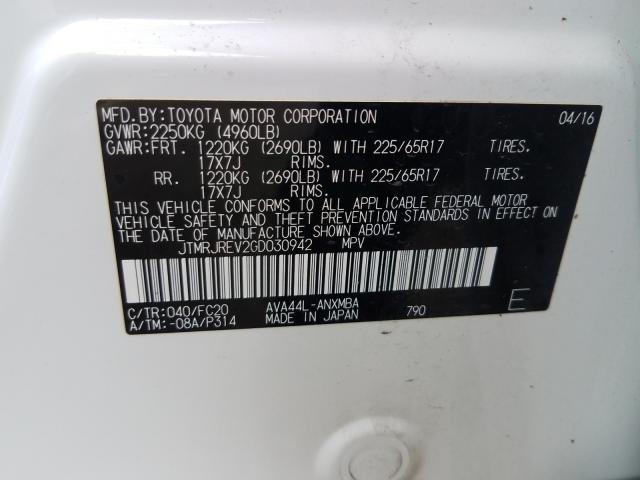 MFD.BY:TOYOTA MOTOR CORPORATION 04/16
GVWR:2250KG (4960LB)
GAWR:FRT. 1220KG (2690LB) WITH 225/65R17 TIRES.
17X7J RIMS.
RR. 1220KG (2690LB) WITH 225/65R17 TIRES.
17X7J RIMS.
THIS VEHICLE CONFORMS TO ALL APPLICABLE FEDERAL MOTOR
VEHICLE SAFETY AND THEFT PREVENTION STANDARDS IN EFFECT ON
THE DATE OF MANUFACTURE SHOWN ABOVE.
JTMRJREV2GD030942 MPV
C/TR:040/FC20 AVA44L-ANXMBA
A/TM:-08A/P314 MADE IN JAPAN 790 E